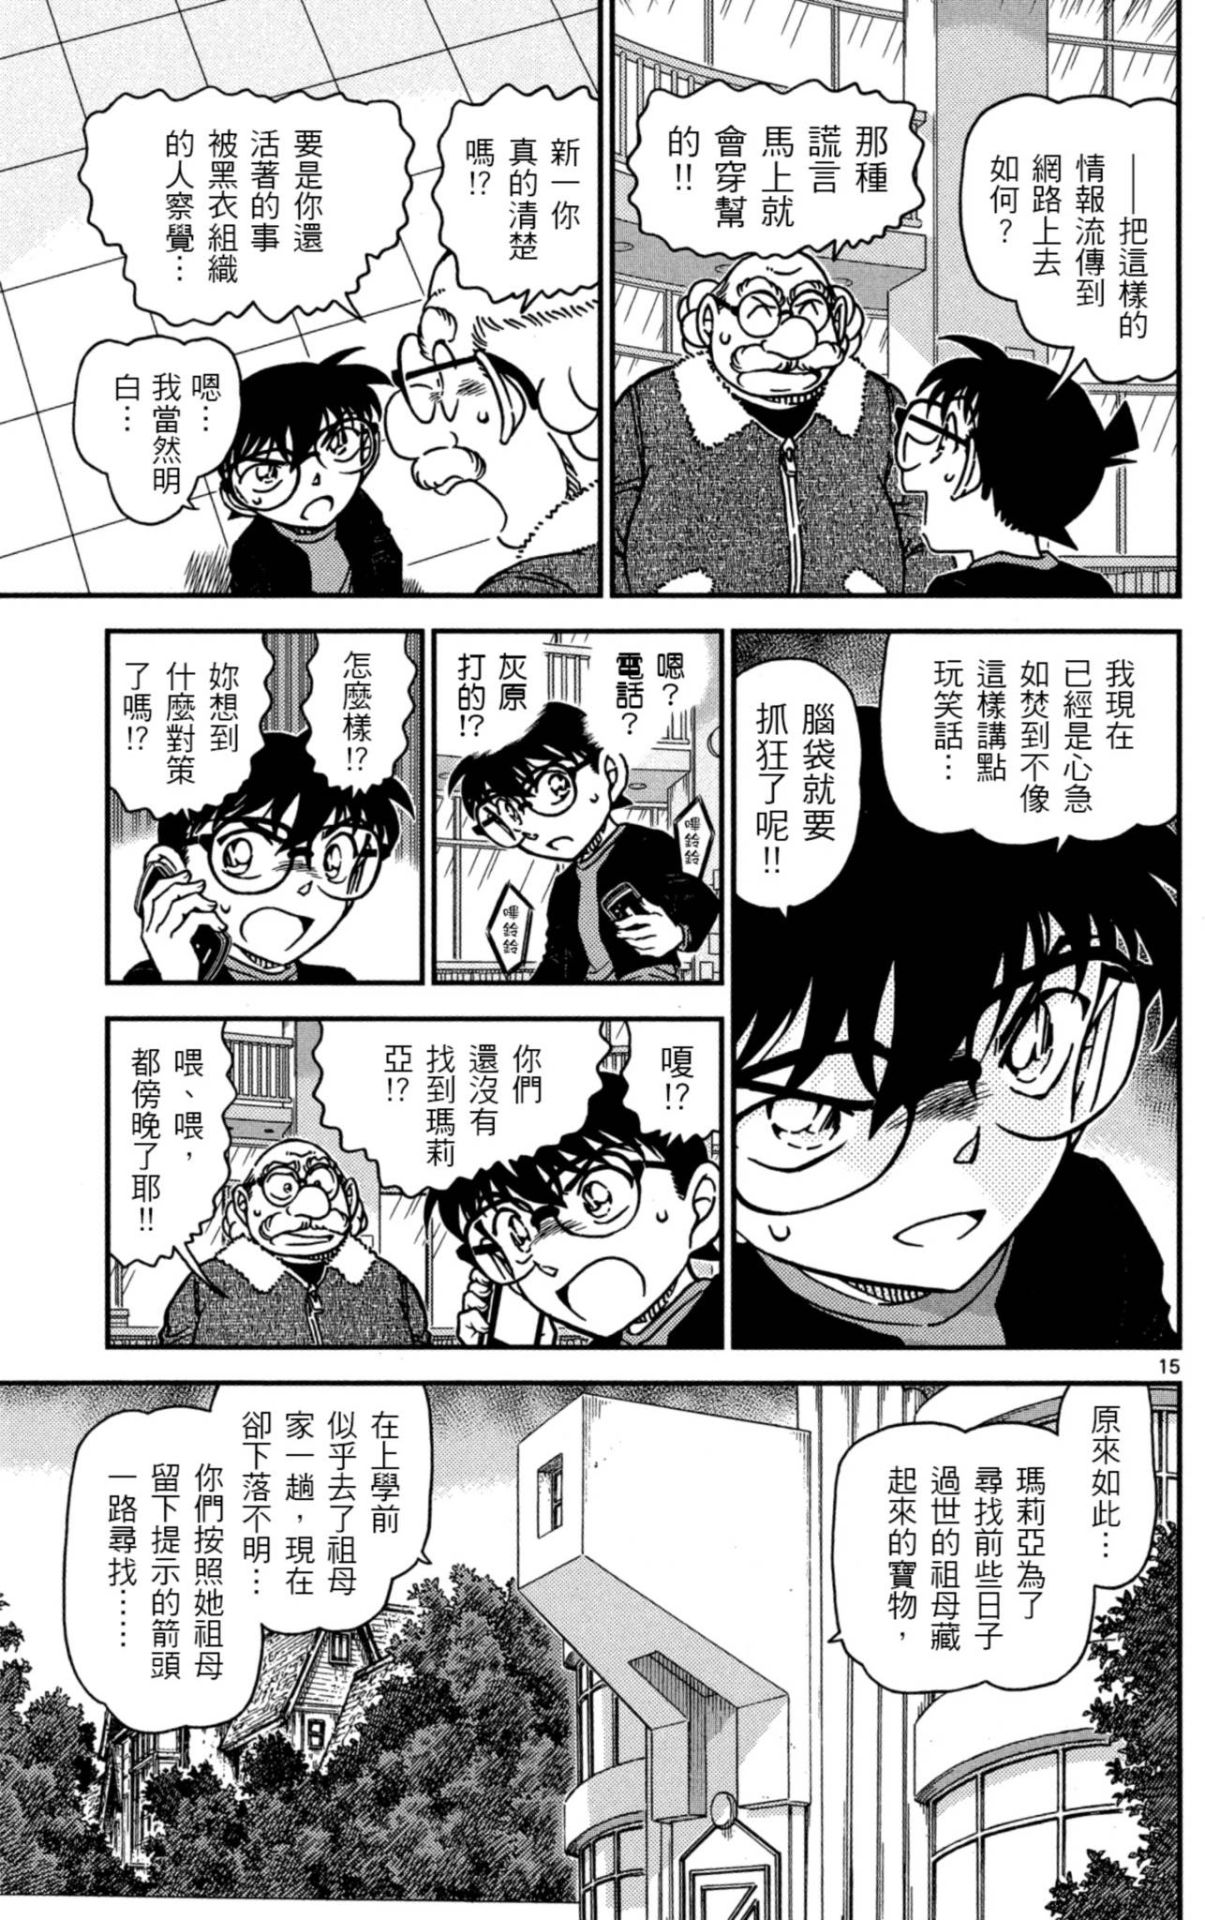 ──把這樣的
情報流傳到
網路上去
如何？
那種
謊言
馬上就
會穿幫
的!!
新一你
真的清楚
嗎!?
要是你還
活著的事
被黑衣組織
的人察覺…
嗯…
我當然明
白…
我現在
已經是心急
如焚到不像
這樣講點
玩笑話…
腦袋就要
抓狂了呢!!
嗯？
電話？
灰原
打的!?
嗶鈴鈴
嗶鈴鈴
怎麼樣!?
妳想到
什麼對策
了嗎!?
嗄!?
你們
還沒有
找到瑪莉
亞!?
喂、喂，
都傍晚了耶!!
15
原來如此…
瑪莉亞為了
尋找前些日子
過世的祖母藏
起來的寶物，
在上學前
似乎去了祖母
家一趟，現在
卻下落不明…
你們按照她祖母
留下提示的箭頭
一路尋找……